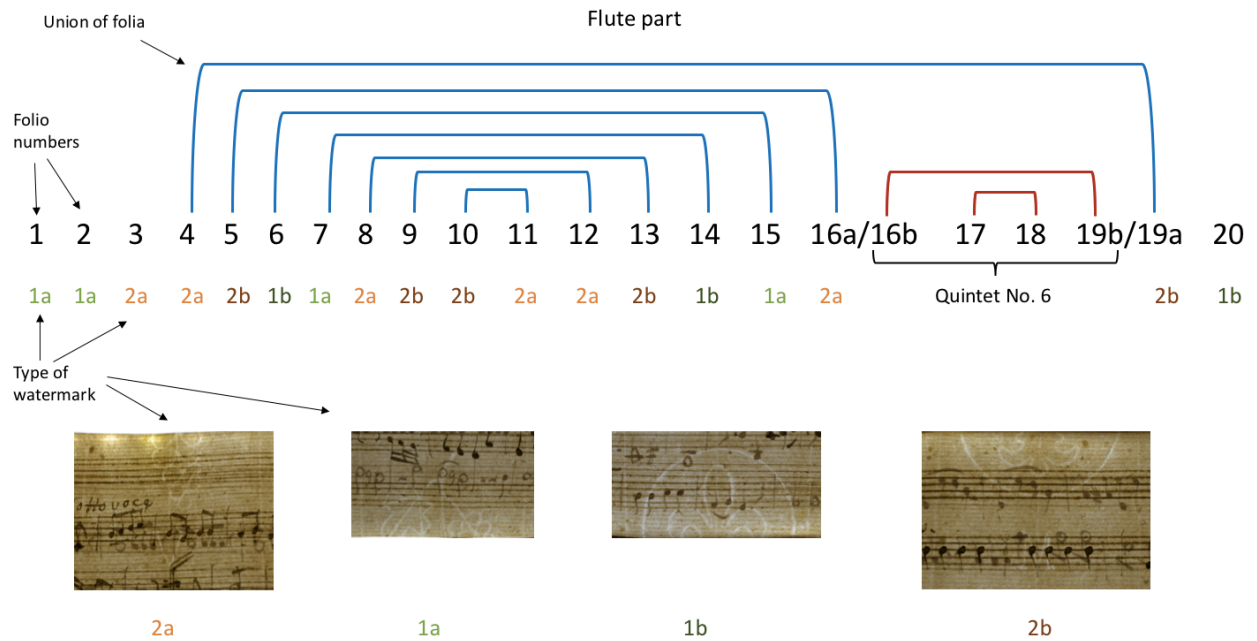 Flute part
Union of folia
Folio
numbers
1 2 3 4 5 6 7 8 9 10 11 12 13 14 15 16a/16b 17 18 19b/19a 20
1a 1a 2a 2a 2b 1b 1a 2a 2b 2b 2a 2a 2b 1b 1a 2a Quintet No. 6 2b 1b
Type of
watermark
ottovoce
2a 1a 1b 2b